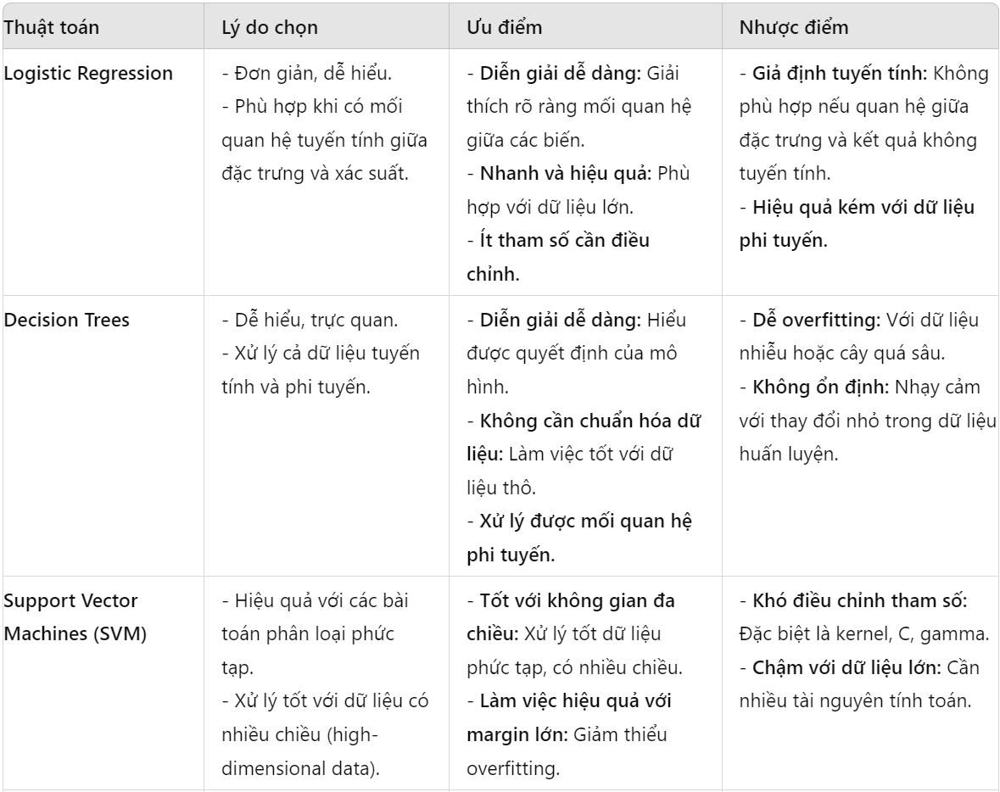 Thuật toán
Lý do chọn
Ưu điểm
Nhược điểm
Logistic Regression
- Đơn giản, dễ hiểu.
- Phù hợp khi có mối
quan hệ tuyến tính giữa
đặc trưng và xác suất.
- Diễn giải dễ dàng: Giải
thích rõ ràng mối quan hệ
giữa các biến.
- Nhanh và hiệu quả: Phù
hợp với dữ liệu lớn.
- Ít tham số cần điều
chỉnh.
- Giả định tuyến tính: Không
phù hợp nếu quan hệ giữa
đặc trưng và kết quả không
tuyến tính.
- Hiệu quả kém với dữ liệu
phi tuyến.
Decision Trees
- Dễ hiểu, trực quan.
- Xử lý cả dữ liệu tuyến
tính và phi tuyến.
- Diễn giải dễ dàng: Hiểu
được quyết định của mô
hình.
- Không cần chuẩn hóa dữ
liệu: Làm việc tốt với dữ
liệu thô.
- Xử lý được mối quan hệ
phi tuyến.
- Dễ overfitting: Với dữ liệu
nhiễu hoặc cây quá sâu.
- Không ổn định: Nhạy cảm
với thay đổi nhỏ trong dữ liệu
huấn luyện.
Support Vector
Machines (SVM)
- Hiệu quả với các bài
toán phân loại phức
tạp.
- Xử lý tốt với dữ liệu có
nhiều chiều (high-
dimensional data).
- Tốt với không gian đa
chiều: Xử lý tốt dữ liệu
phức tạp, có nhiều chiều.
- Làm việc hiệu quả với
margin lớn: Giảm thiểu
overfitting.
- Khó điều chỉnh tham số:
Đặc biệt là kernel, C, gamma.
- Chậm với dữ liệu lớn: Cần
nhiều tài nguyên tính toán.